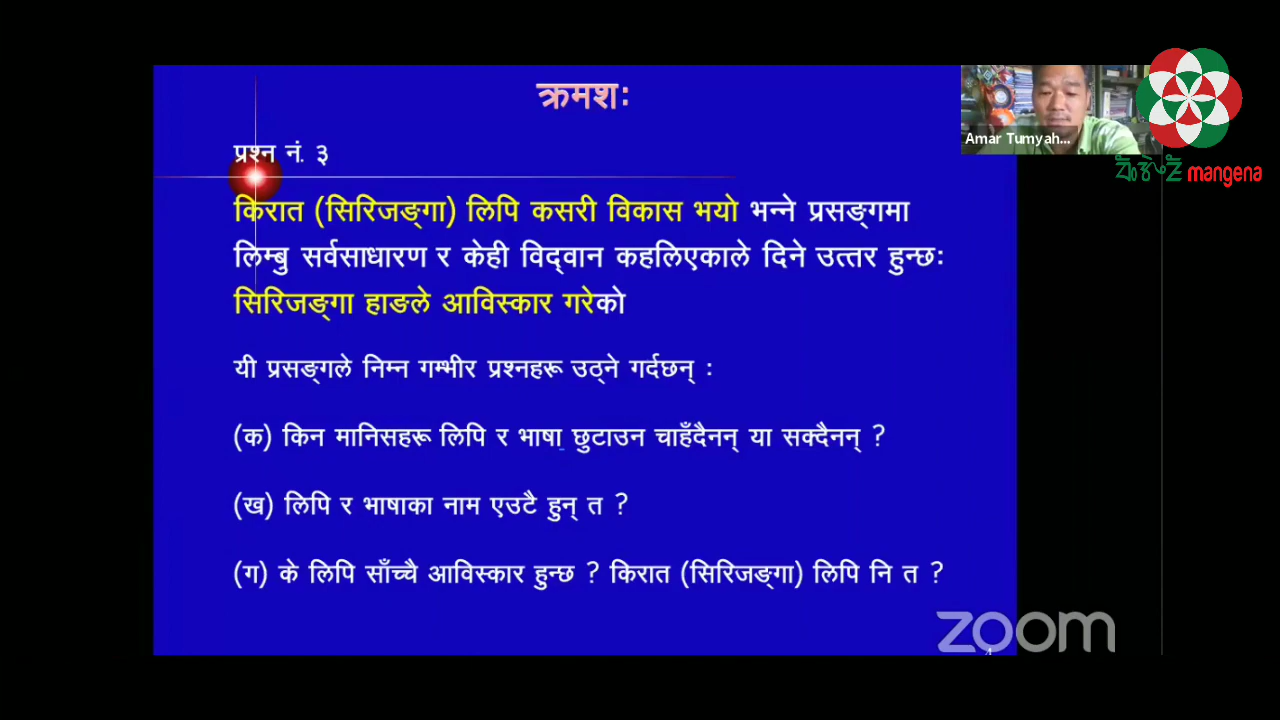 क्रमशः
प्रश्न नं. ३
किरात (सिरिजङ्गा) लिपि कसरी विकास भयो भन्ने प्रसङ्गमा
लिम्बु सर्वसाधारण र केही विद्वान कहलिएकाले दिने उत्तर हुन्छः
सिरिजङ्गा हाङले आविस्कार गरेको
यी प्रसङ्गले निम्न गम्भीर प्रश्नहरू उठ्ने गर्दछन् :
(क) किन मानिसहरू लिपि र भाषा छुटाउन चाहँदैनन् या सक्दैनन् ?
(ख) लिपि र भाषाका नाम एउटै हुन् त ?
(ग) के लिपि साँच्चै आविस्कार हुन्छ ? किरात (सिरिजङ्गा) लिपि नि त ?
Amar Tumyah...
mangena
zoom